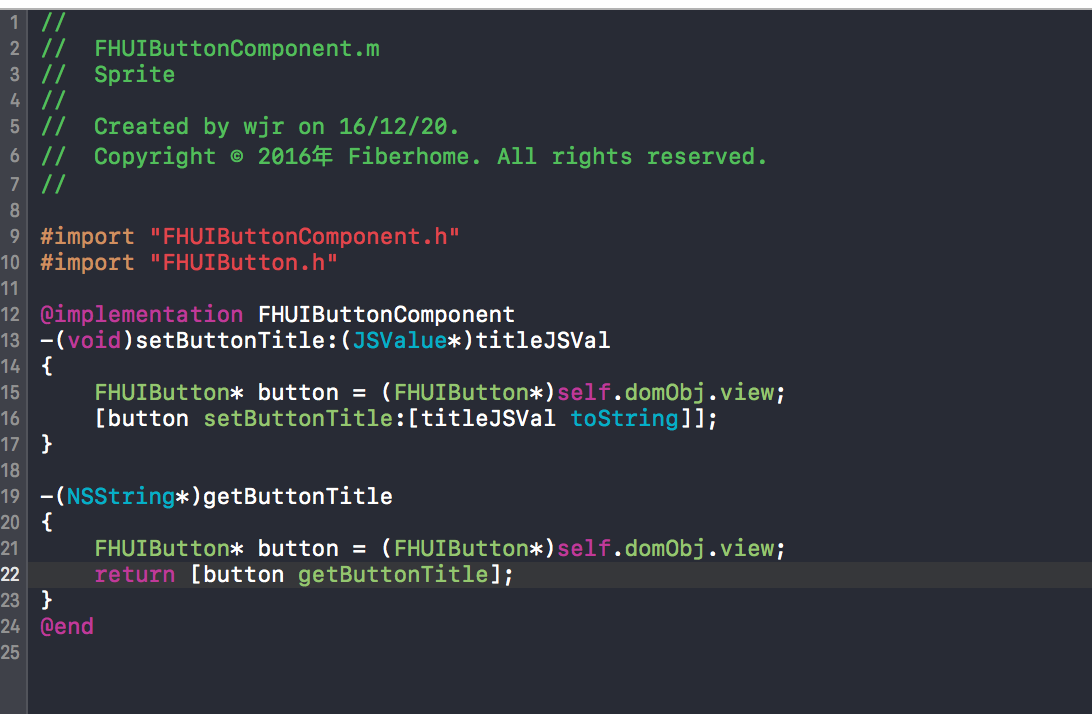 1 //
2 //  FHUIButtonComponent.m
3 //  Sprite
4 //
5 //  Created by wjr on 16/12/20.
6 //  Copyright © 2016年 Fiberhome. All rights reserved.
7 //
8
9 #import "FHUIButtonComponent.h"
10 #import "FHUIButton.h"
11
12 @implementation FHUIButtonComponent
13 -(void)setButtonTitle:(JSValue*)titleJSVal
14 {
15     FHUIButton* button = (FHUIButton*)self.domObj.view;
16     [button setButtonTitle:[titleJSVal toString]];
17 }
18
19 -(NSString*)getButtonTitle
20 {
21     FHUIButton* button = (FHUIButton*)self.domObj.view;
22     return [button getButtonTitle];
23 }
24 @end
25